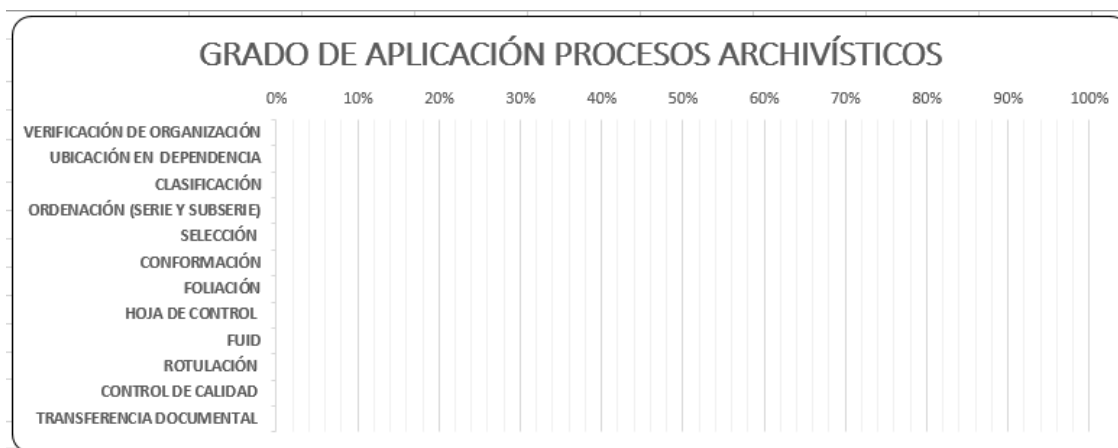 GRADO DE APLICACIÓN PROCESOS ARCHIVÍSTICOS
0% 10% 20% 30% 40% 50% 60% 70% 80% 90% 100%
VERIFICACIÓN DE ORGANIZACIÓN
UBICACIÓN EN DEPENDENCIA
CLASIFICACIÓN
ORDENACIÓN (SERIE Y SUBSERIE)
SELECCIÓN
CONFORMACIÓN
FOLIACIÓN
HOJA DE CONTROL
FUID
ROTULACIÓN
CONTROL DE CALIDAD
TRANSFERENCIA DOCUMENTAL